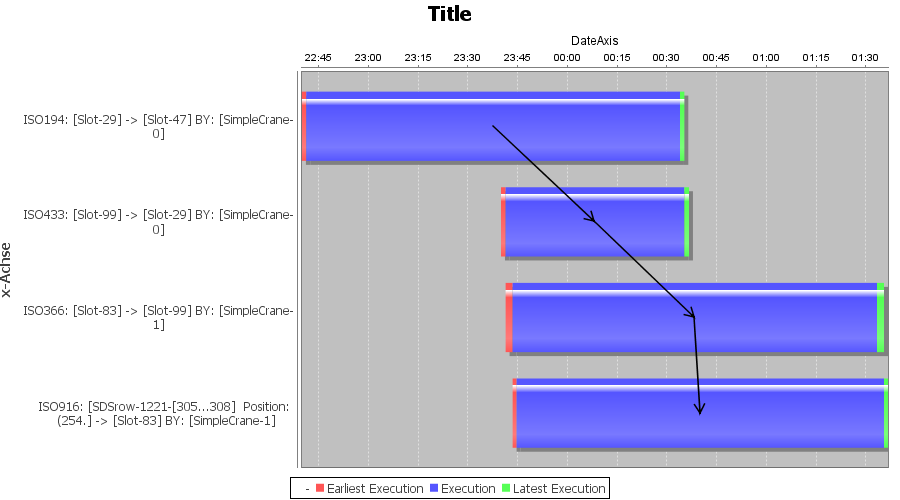 Title
DateAxis
22:45 23:00 23:15 23:30 23:45 00:00 00:15 00:30 00:45 01:00 01:15 01:30
x-Achse
ISO194: [Slot-29] -> [Slot-47] BY: [SimpleCrane-
0]
ISO433: [Slot-99] -> [Slot-29] BY: [SimpleCrane-
0]
ISO366: [Slot-83] -> [Slot-99] BY: [SimpleCrane-
1]
ISO916: [SDSrow-1221-[305...308] Position:
(254.] -> [Slot-83] BY: [SimpleCrane-1]
- Earliest Execution Execution Latest Execution